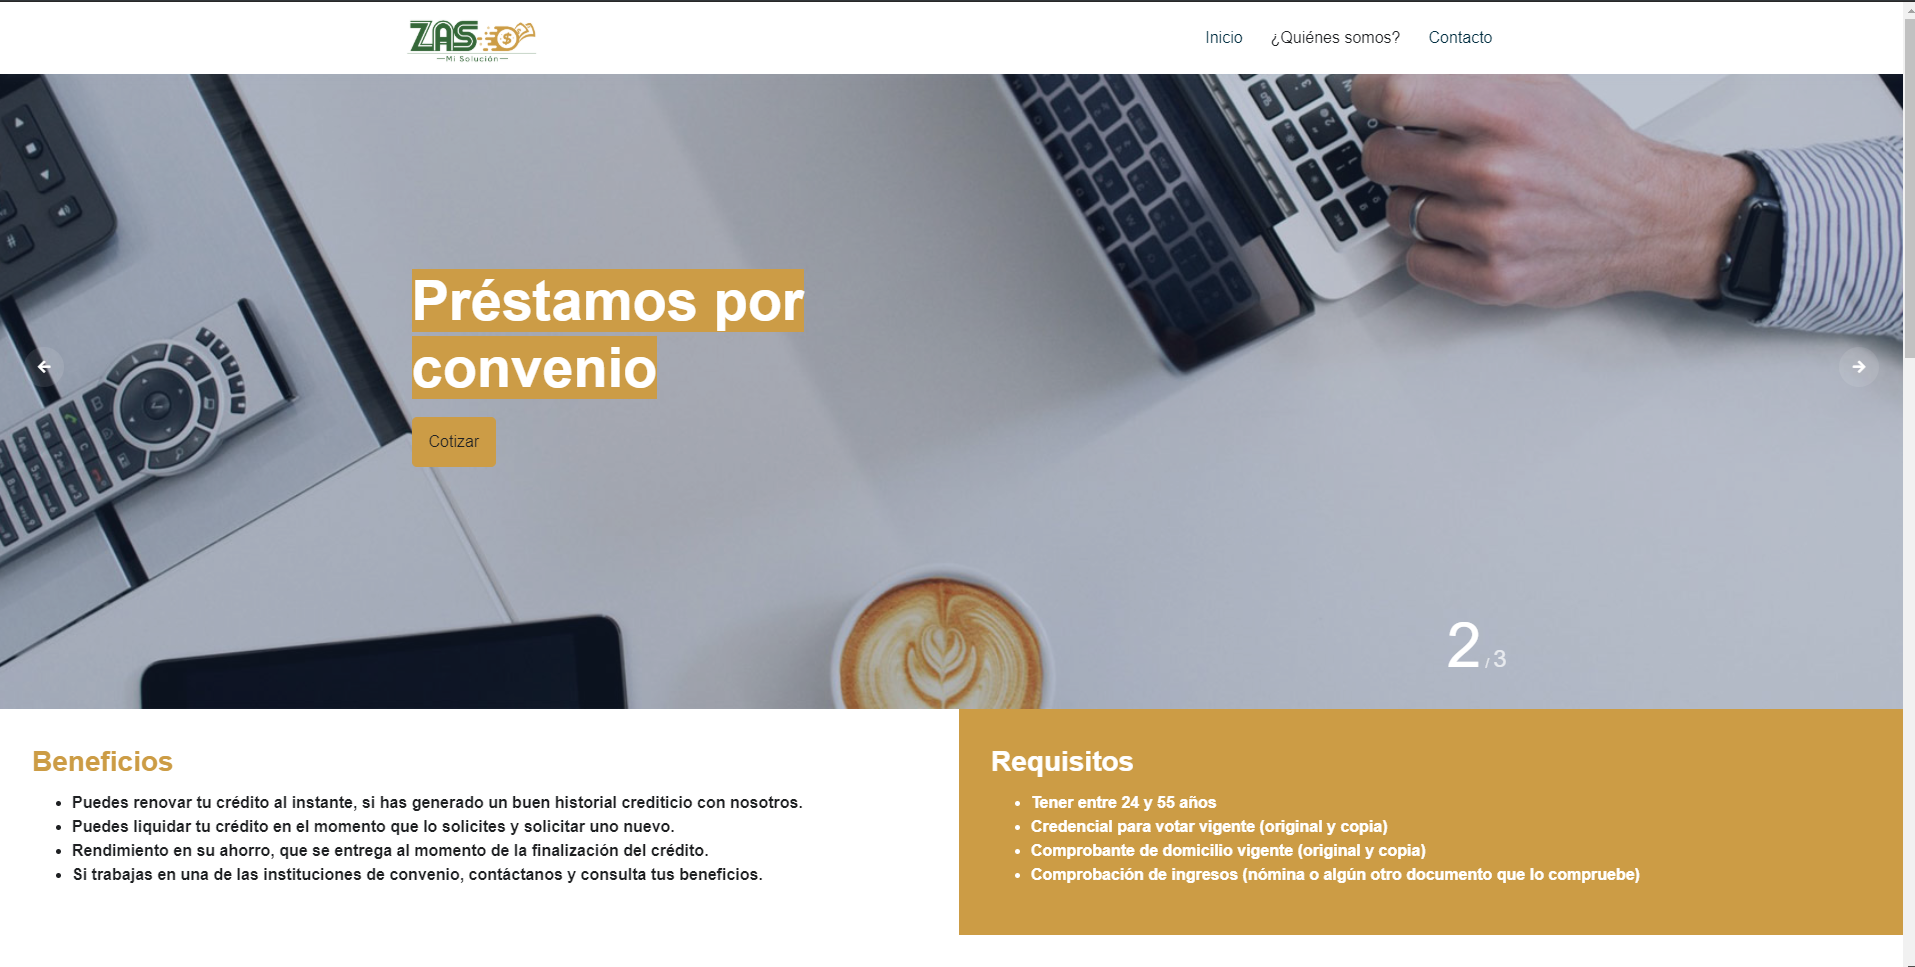 ZAS
Mi Solución
Inicio ¿Quiénes somos? Contacto
Préstamos por
convenio
Cotizar
2 / 3
Beneficios
Puedes renovar tu crédito al instante, si has generado un buen historial crediticio con nosotros.
Puedes liquidar tu crédito en el momento que lo solicites y solicitar uno nuevo.
Rendimiento en su ahorro, que se entrega al momento de la finalización del crédito.
Si trabajas en una de las instituciones de convenio, contáctanos y consulta tus beneficios.
Requisitos
Tener entre 24 y 55 años
Credencial para votar vigente (original y copia)
Comprobante de domicilio vigente (original y copia)
Comprobación de ingresos (nómina o algún otro documento que lo compruebe)